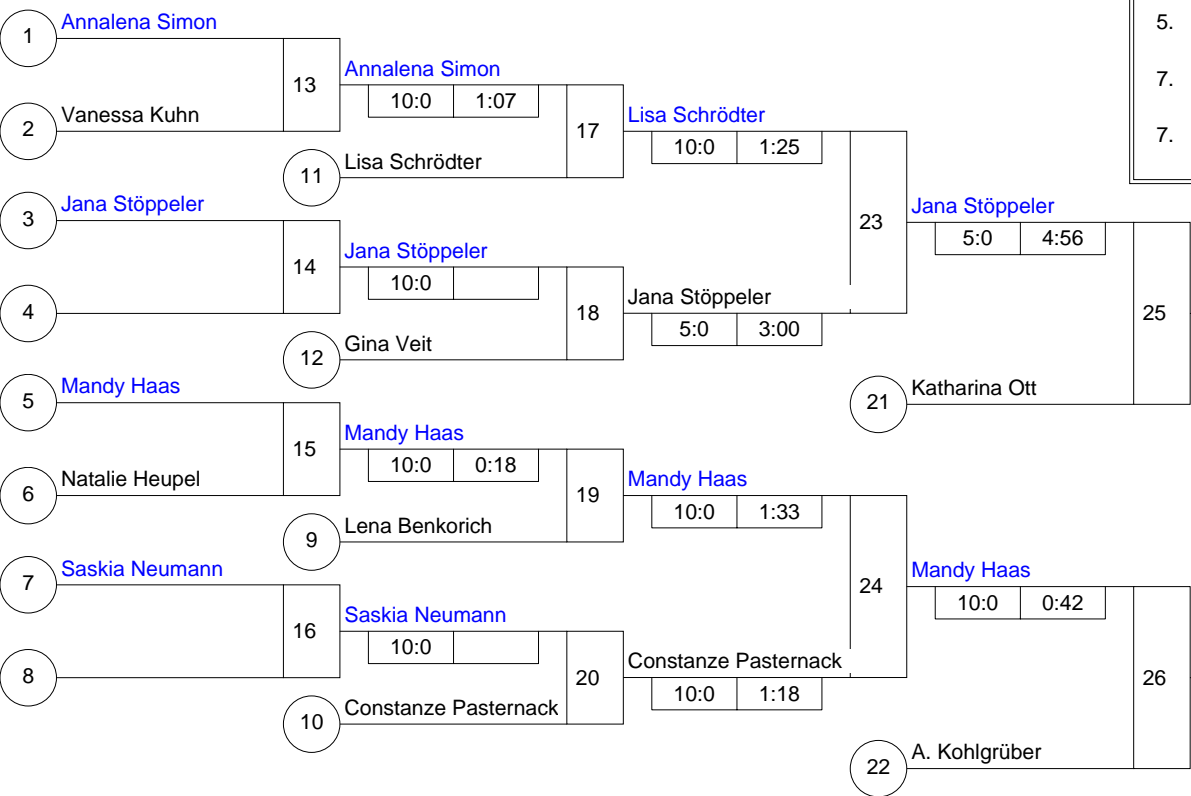 5.
1 Annalena Simon
13 Annalena Simon
7.
10:0 1:07
2 Vanessa Kuhn
17 Lisa Schrödter
7.
10:0 1:25
11 Lisa Schrödter
3 Jana Stöppeler
23 Jana Stöppeler
5:0 4:56
14 Jana Stöppeler
10:0
4
18 Jana Stöppeler
25
5:0 3:00
12 Gina Veit
5 Mandy Haas
21 Katharina Ott
15 Mandy Haas
10:0 0:18
6 Natalie Heupel
19 Mandy Haas
10:0 1:33
9 Lena Benkorich
7 Saskia Neumann
24 Mandy Haas
10:0 0:42
16 Saskia Neumann
10:0
8
20 Constanze Pasternack
26
10:0 1:18
10 Constanze Pasternack
22 A. Kohlgrüber